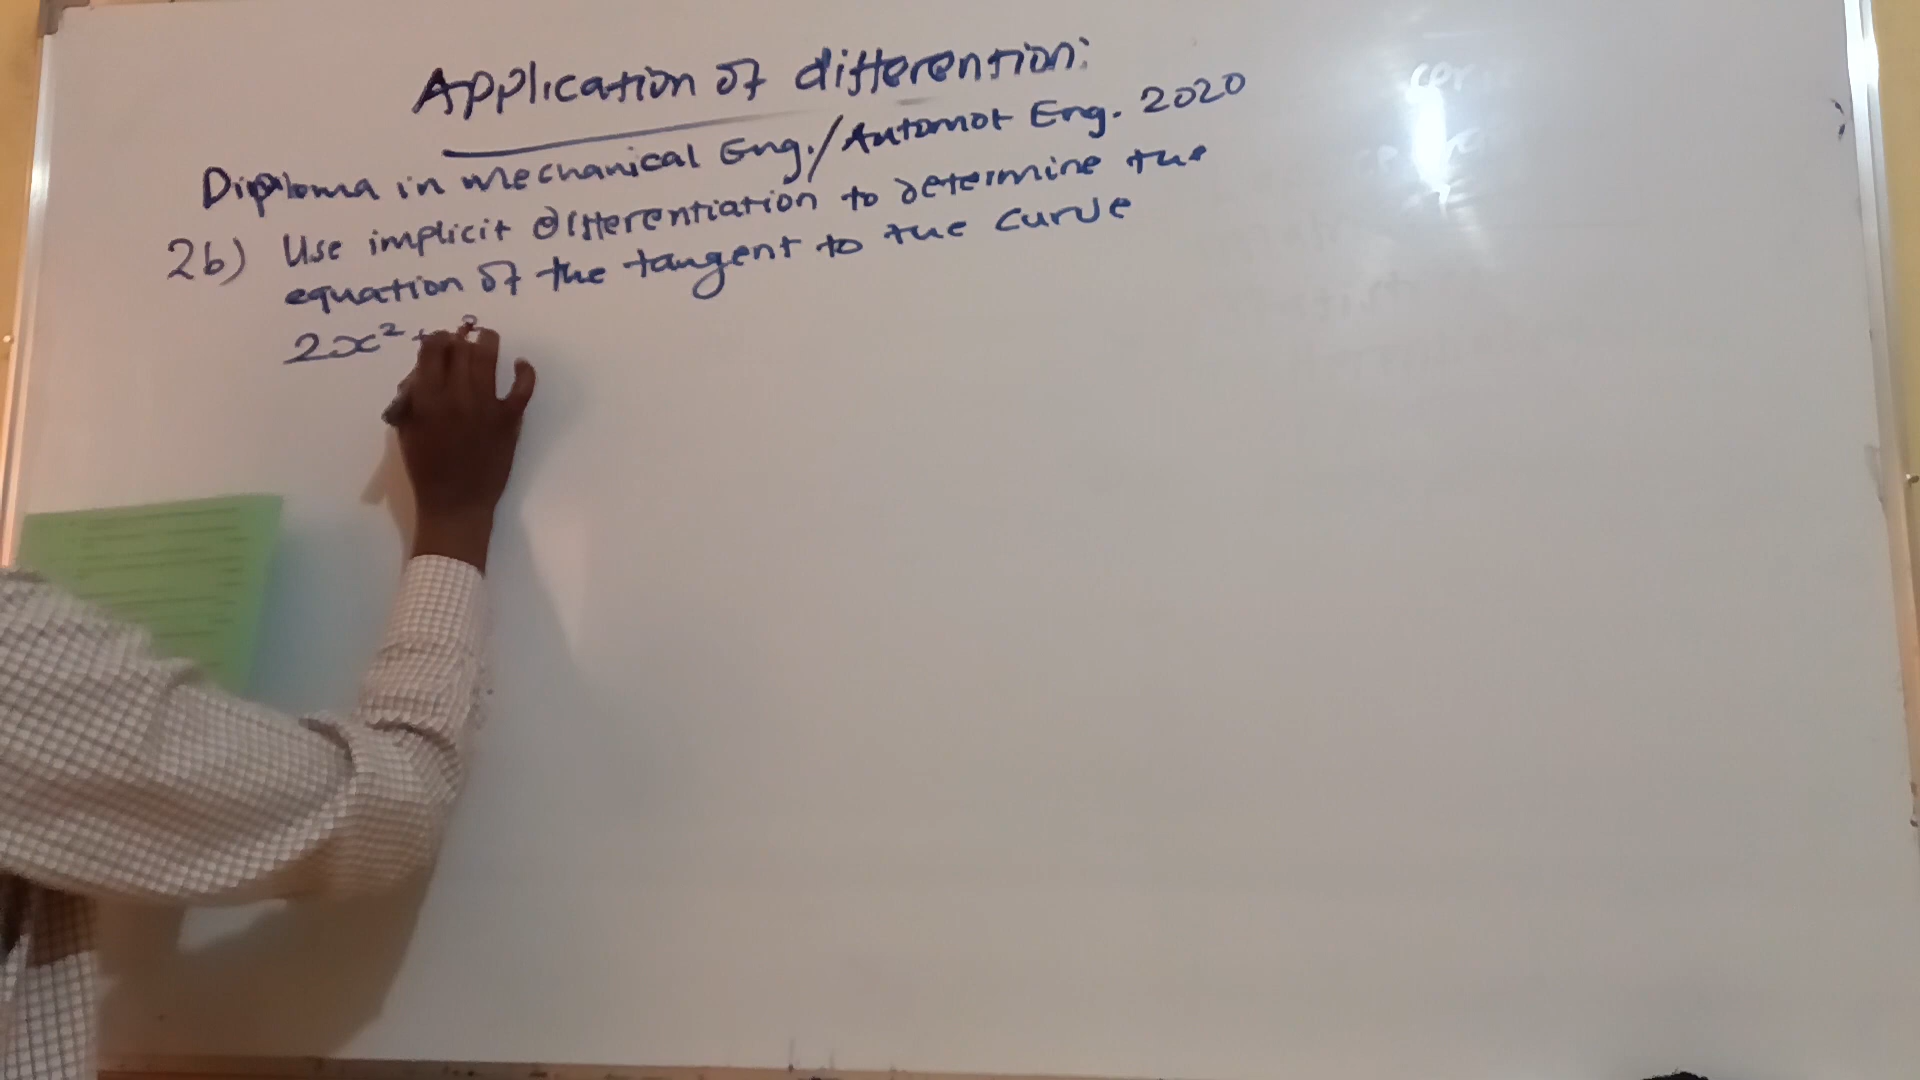 Application of differention:
Diploma in mechanical Eng./Automot Eng. 2020
2b) Use implicit differentiation to determine the
equation of the tangent to the curve
2x² +